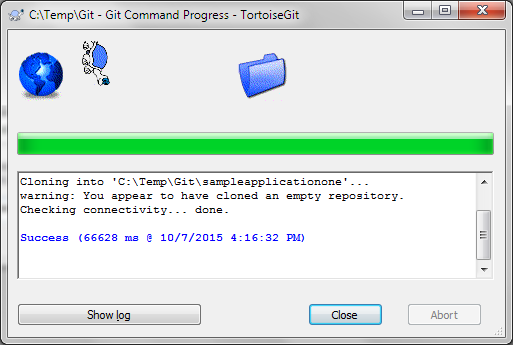 C:\Temp\Git - Git Command Progress - TortoiseGit
Cloning into 'C:\Temp\Git\sampleapplicationone'...
warning: You appear to have cloned an empty repository.
Checking connectivity... done.
Success (66628 ms @ 10/7/2015 4:16:32 PM)
Show log
Close
Abort